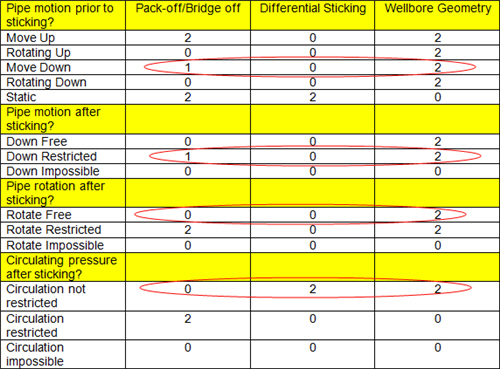 Pipe motion prior to sticking? Pack-off/Bridge off Differential Sticking Wellbore Geometry
Move Up 2 0 2
Rotating Up 0 0 2
Move Down 1 0 2
Rotating Down 0 0 2
Static 2 2 0
Pipe motion after sticking?
Down Free 0 0 2
Down Restricted 1 0 2
Down Impossible 0 0 0
Pipe rotation after sticking?
Rotate Free 0 0 2
Rotate Restricted 2 0 2
Rotate Impossible 0 0 0
Circulating pressure after sticking?
Circulation not restricted 0 2 2
Circulation restricted 2 0 0
Circulation impossible 0 0 0